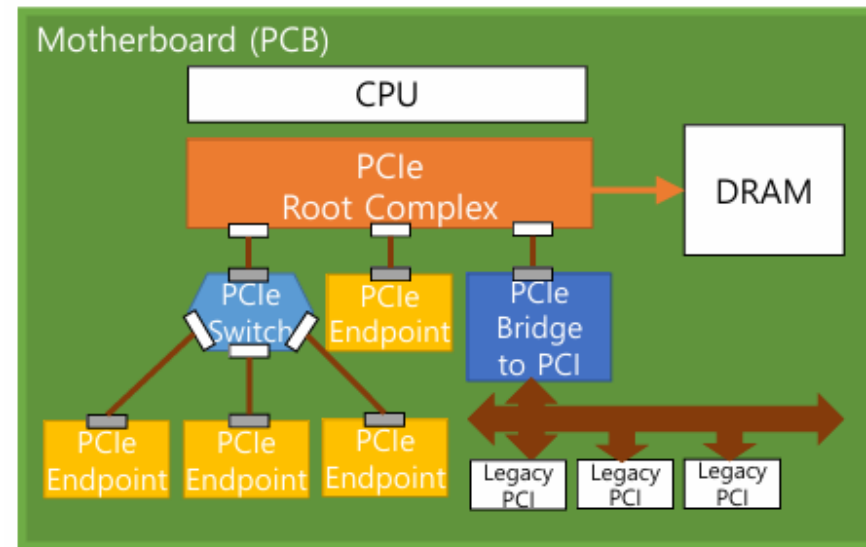 Motherboard (PCB)
CPU
PCIe
Root Complex
DRAM
PCIe
Switch
PCIe
Endpoint
PCIe
Bridge
to PCI
PCIe
Endpoint
PCIe
Endpoint
PCIe
Endpoint
Legacy
PCI
Legacy
PCI
Legacy
PCI